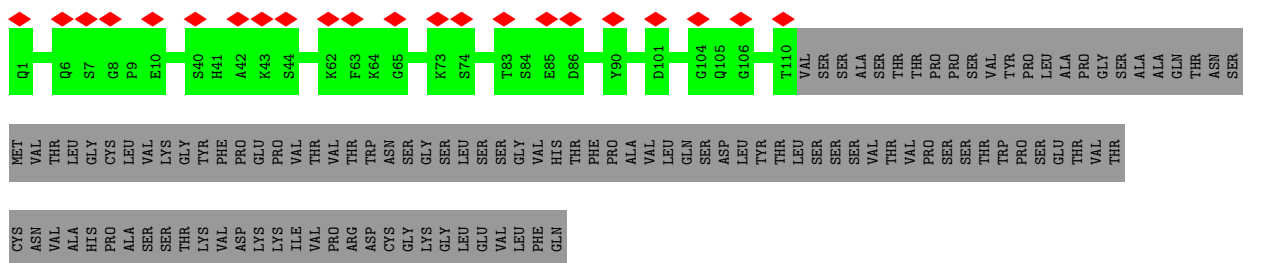 Q1 Q6 S7 G8 P9 E10 S40 H41 A42 K43 S44 K62 F63 K64 G65 K73 S74 T83 S84 E85 D86 Y90 D101 G104 Q105 G106 T110 VAL SER SER ALA SER THR THR PRO PRO SER VAL TYR PRO LEU ALA PRO GLY SER ALA ALA GLN THR ASN SER
MET VAL THR LEU GLY CYS LEU VAL LYS GLY TYR PHE PRO GLU PRO VAL THR VAL THR TRP ASN SER GLY SER LEU SER SER GLY VAL HIS THR PHE PRO ALA VAL LEU GLN SER ASP LEU TYR THR LEU SER SER SER VAL THR VAL PRO SER SER THR TRP PRO SER GLU THR VAL THR
CYS ASN VAL ALA HIS PRO ALA SER SER THR LYS VAL ASP LYS LYS ILE VAL PRO ARG ASP CYS GLY LYS GLY LEU GLU VAL LEU PHE GLN